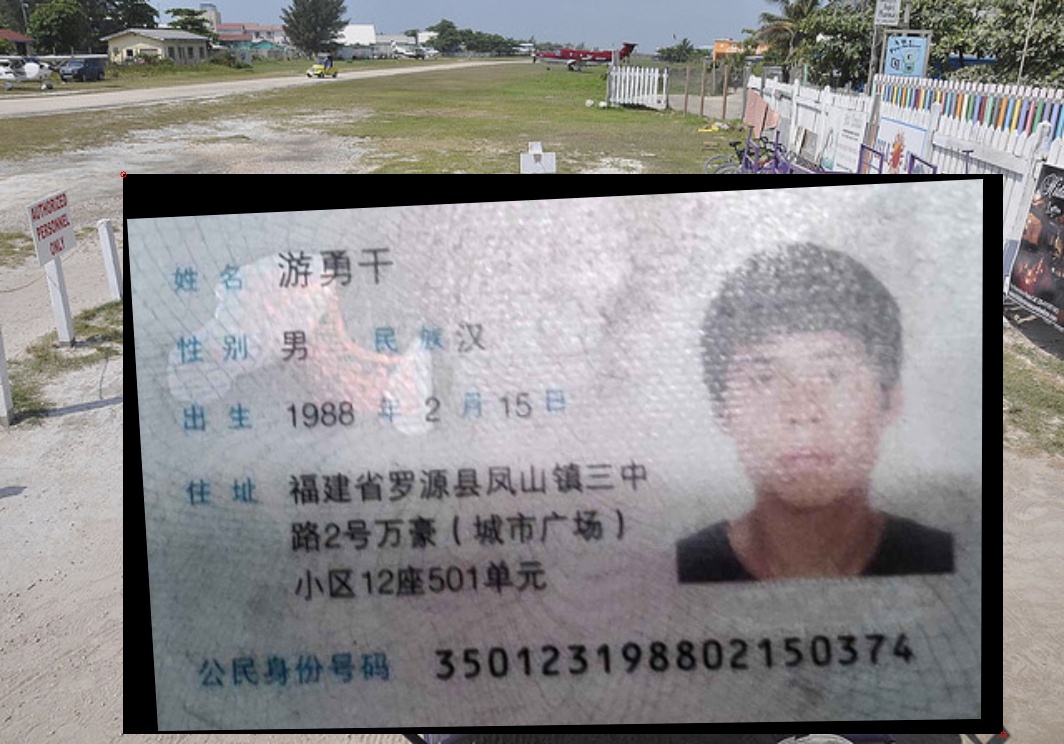 AUTHORIZED
PERSONNEL
ONLY
姓名 游勇干
性别 男 民族 汉
出生 1988 年 2 月 15 日
住址 福建省罗源县凤山镇三中
路2号万豪(城市广场)
小区12座501单元
公民身份号码 350123198802150374